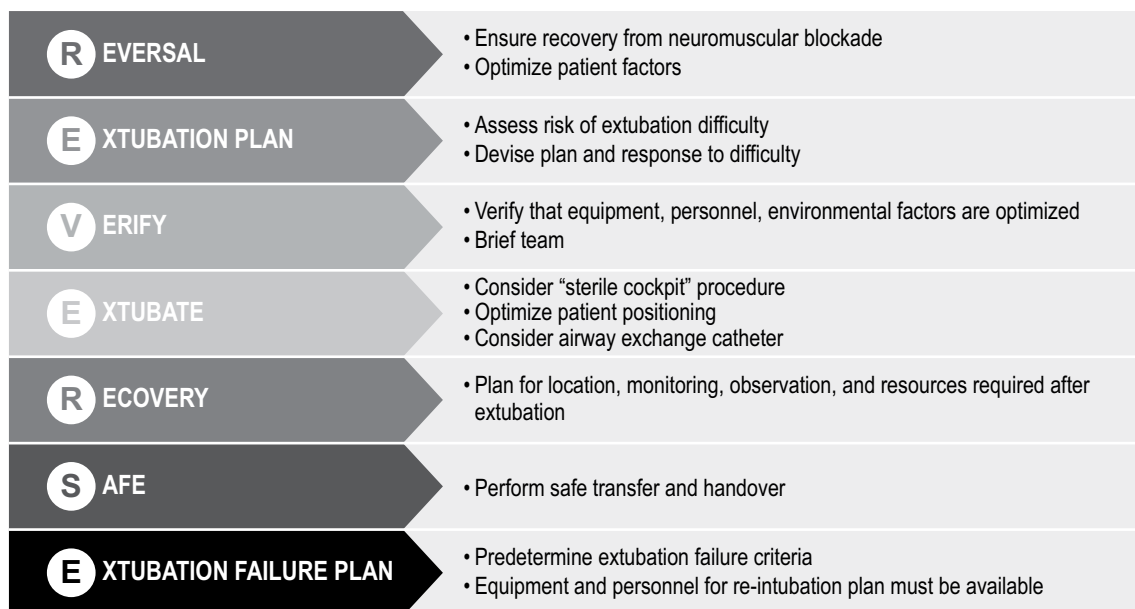 R EVERSAL
• Ensure recovery from neuromuscular blockade
• Optimize patient factors
E XTUBATION PLAN
• Assess risk of extubation difficulty
• Devise plan and response to difficulty
V ERIFY
• Verify that equipment, personnel, environmental factors are optimized
• Brief team
E XTUBATE
• Consider “sterile cockpit” procedure
• Optimize patient positioning
• Consider airway exchange catheter
R ECOVERY
• Plan for location, monitoring, observation, and resources required after
extubation
S AFE
• Perform safe transfer and handover
E XTUBATION FAILURE PLAN
• Predetermine extubation failure criteria
• Equipment and personnel for re-intubation plan must be available